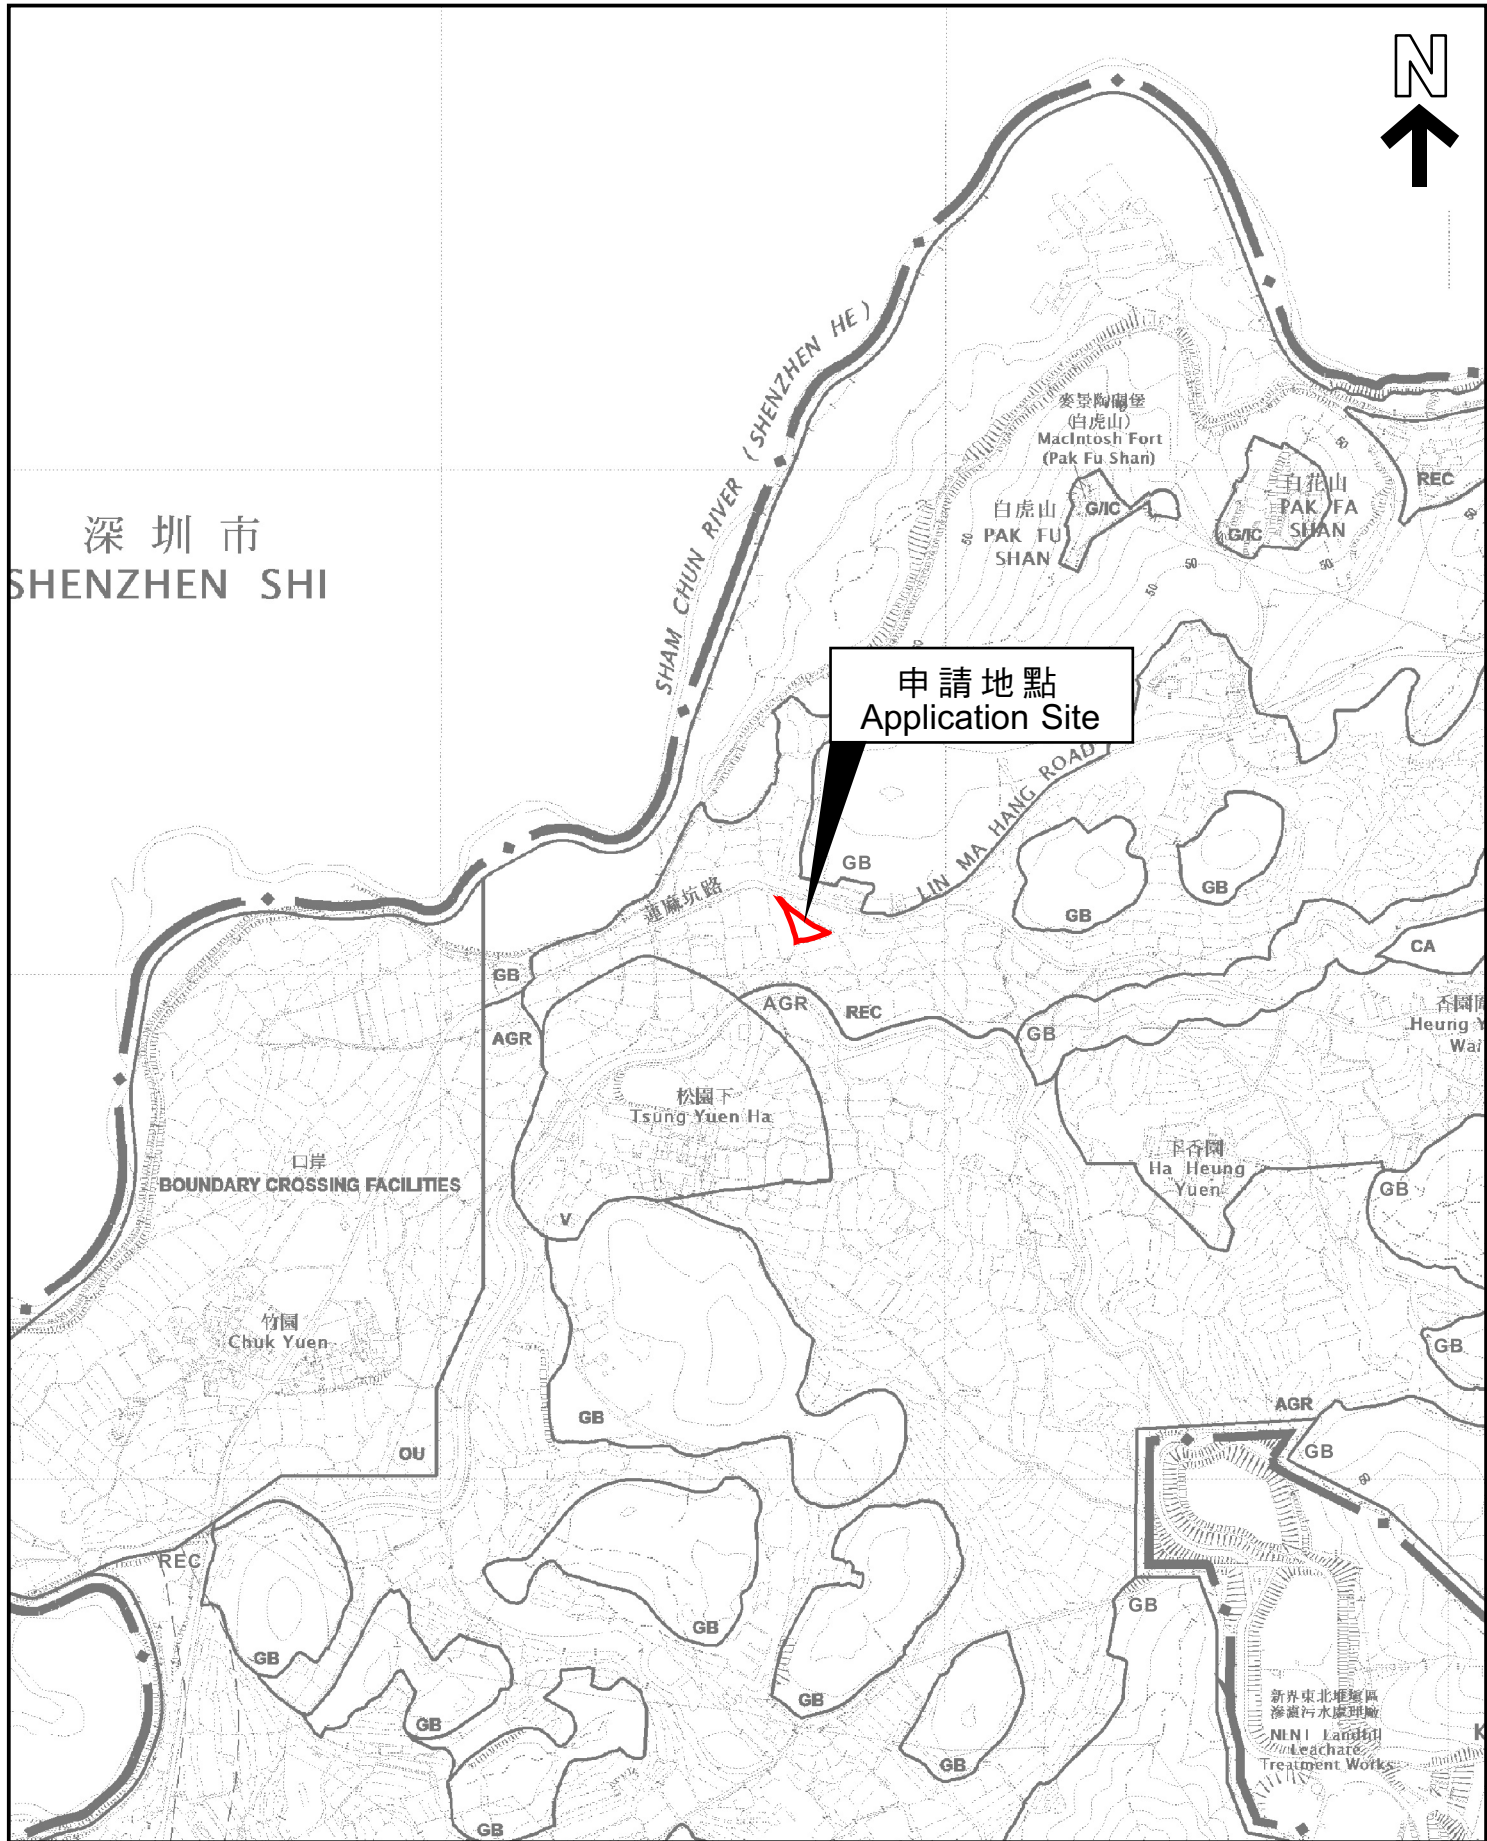 N
麥景陶碉堡
(白虎山)
MacIntosh Fort
(Pak Fu Shan)
白虎山
PAK FU
SHAN
G/IC
白花山
PAK FA
SHAN
G/IC
REC
50
50
50
50
50
50
深圳市
SHENZHEN SHI
SHAM CHUN RIVER (SHENZHEN HE)
申請地點
Application Site
LIN MA HANG ROAD
蓮麻坑路
GB
GB
GB
GB
CA
GB
AGR
AGR
REC
GB
Tsung Yuen Ha
松園下
口岸
BOUNDARY CROSSING FACILITIES
下香園
Ha Heung
Yuen
GB
V
竹園
Chuk Yuen
GB
GB
OU
AGR
GB
REC
GB
GB
GB
GB
GB
GB
GB
新界東北堆填區
滲濾污水處理廠
NENT Landfill
Leachate
Treatment Works